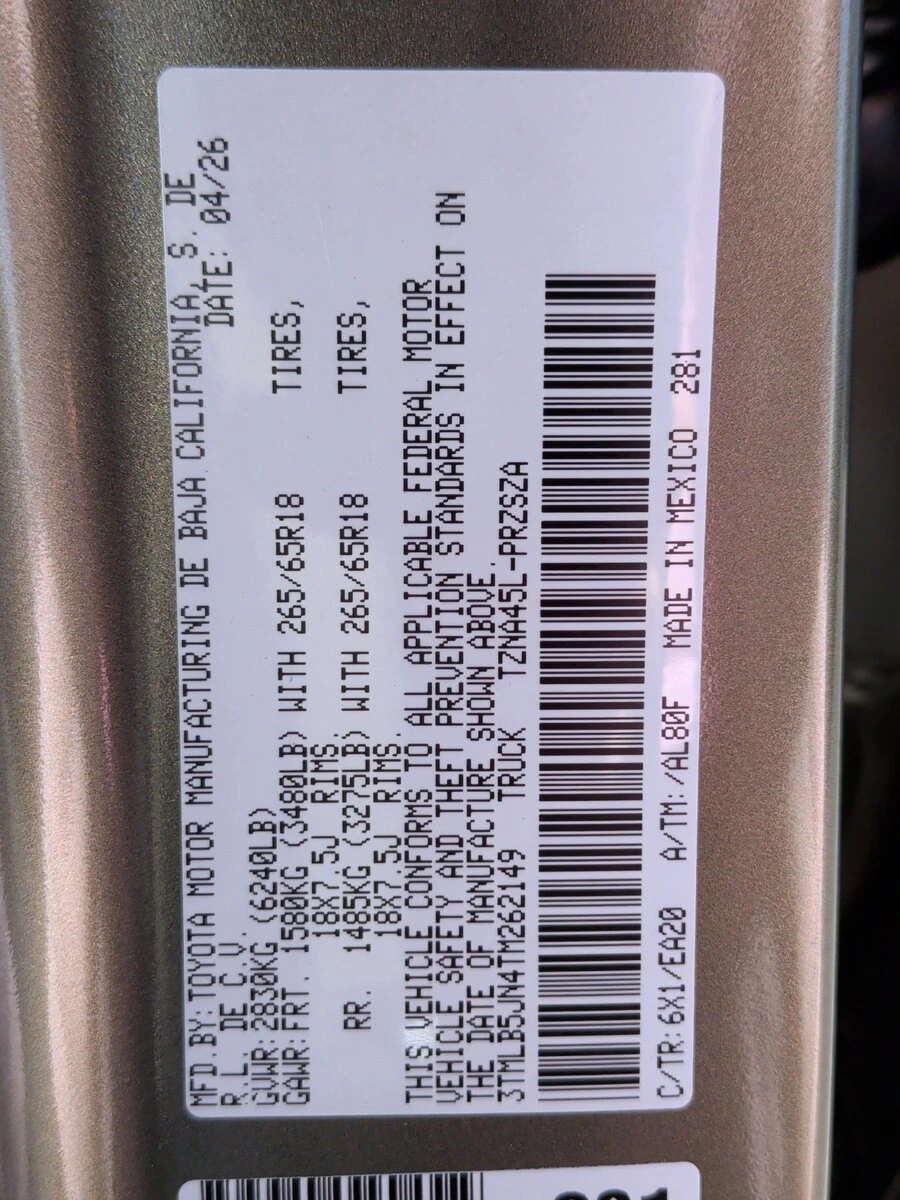 MFD.BY:TOYOTA MOTOR MANUFACTURING DE BAJA CALIFORNIA, S. DE
R.L. DE C.V. DATE: 04/26
GVWR:2830KG (6240LB)
GAWR:FRT. 1580KG (3480LB) WITH 265/65R18 TIRES,
18X7.5J RIMS.
RR. 1485KG (3275LB) WITH 265/65R18 TIRES,
18X7.5J RIMS.
THIS VEHICLE CONFORMS TO ALL APPLICABLE FEDERAL MOTOR
VEHICLE SAFETY AND THEFT PREVENTION STANDARDS IN EFFECT ON
THE DATE OF MANUFACTURE SHOWN ABOVE.
3TMLB5JN4TM262149 TRUCK TZNA45L-PRZSZA
C/TR:6X1/EA20 A/TM:/AL80F MADE IN MEXICO 281